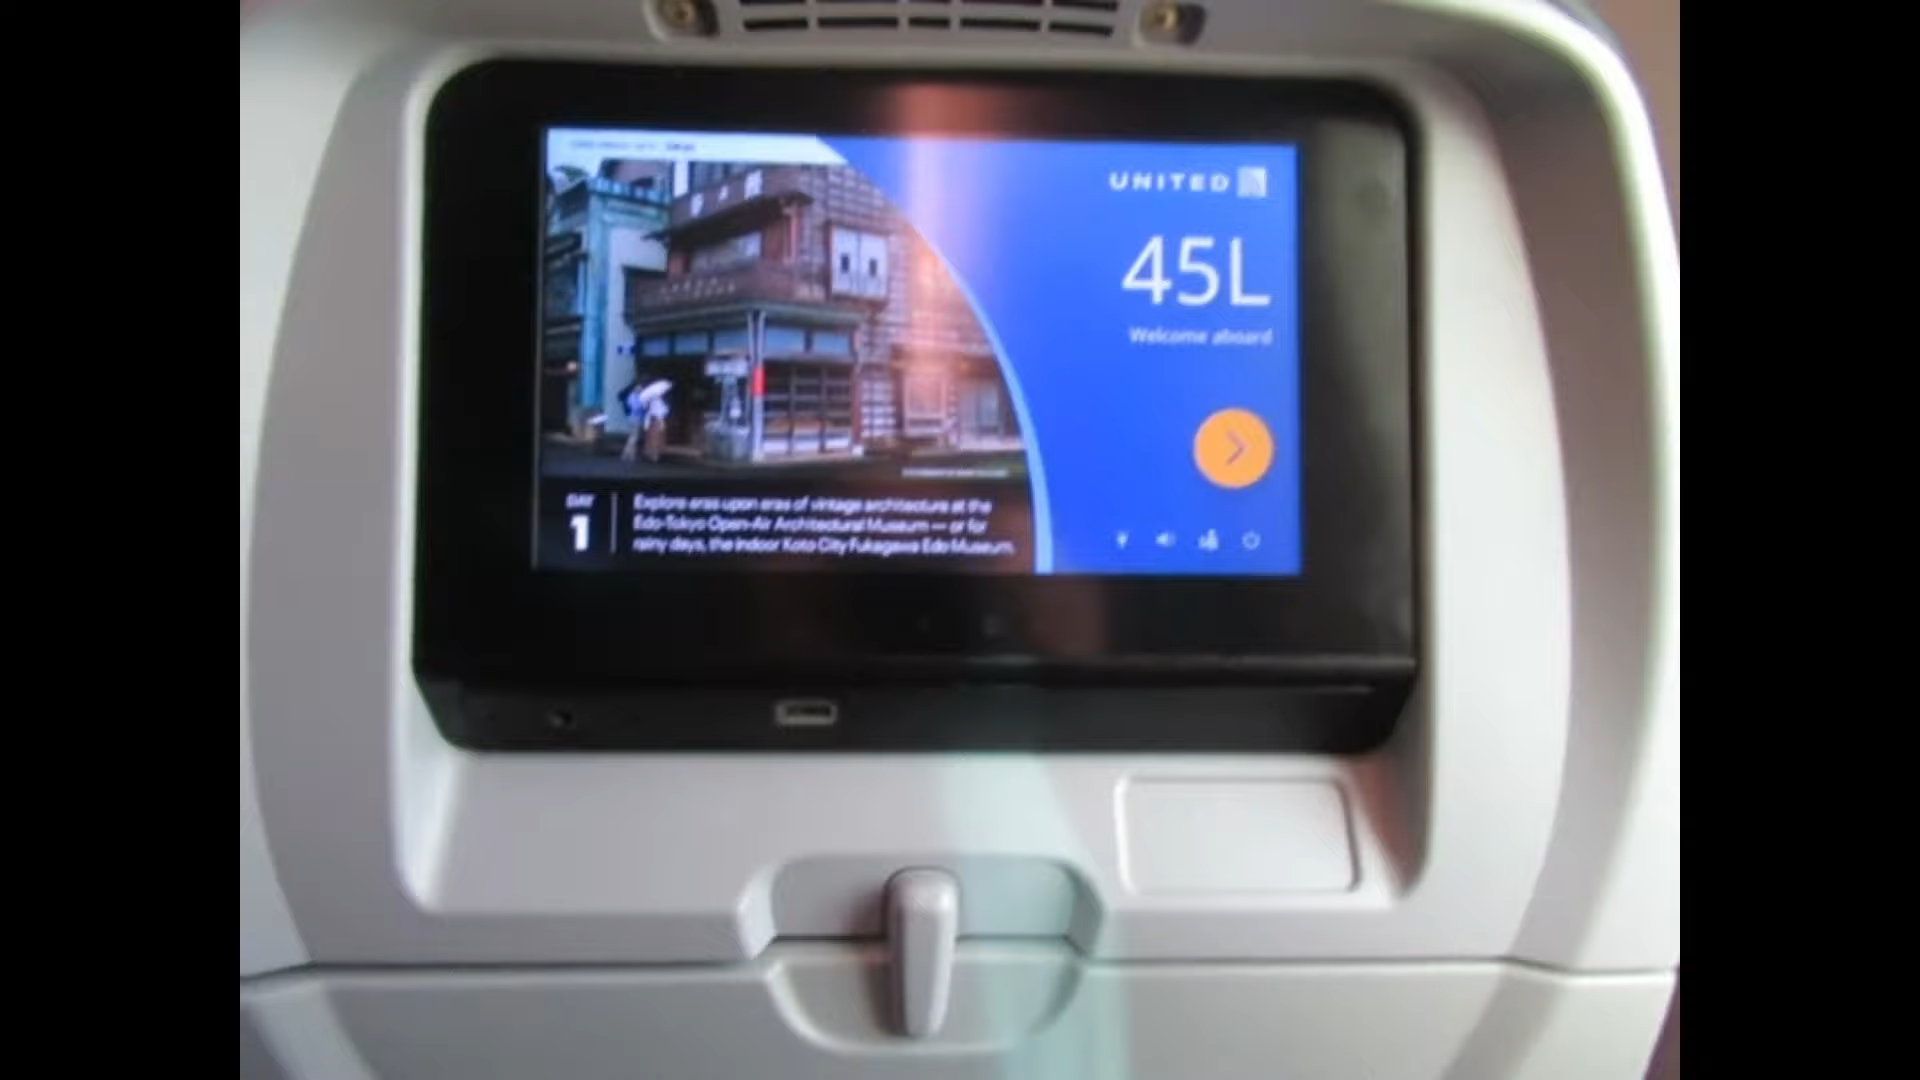 UNITED
45L
Welcome aboard
DAY
1
Explore eras upon eras of vintage architecture at the
Edo-Tokyo Open-Air Architectural Museum — or for
rainy days, the indoor Koto City Fukagawa Edo Museum.